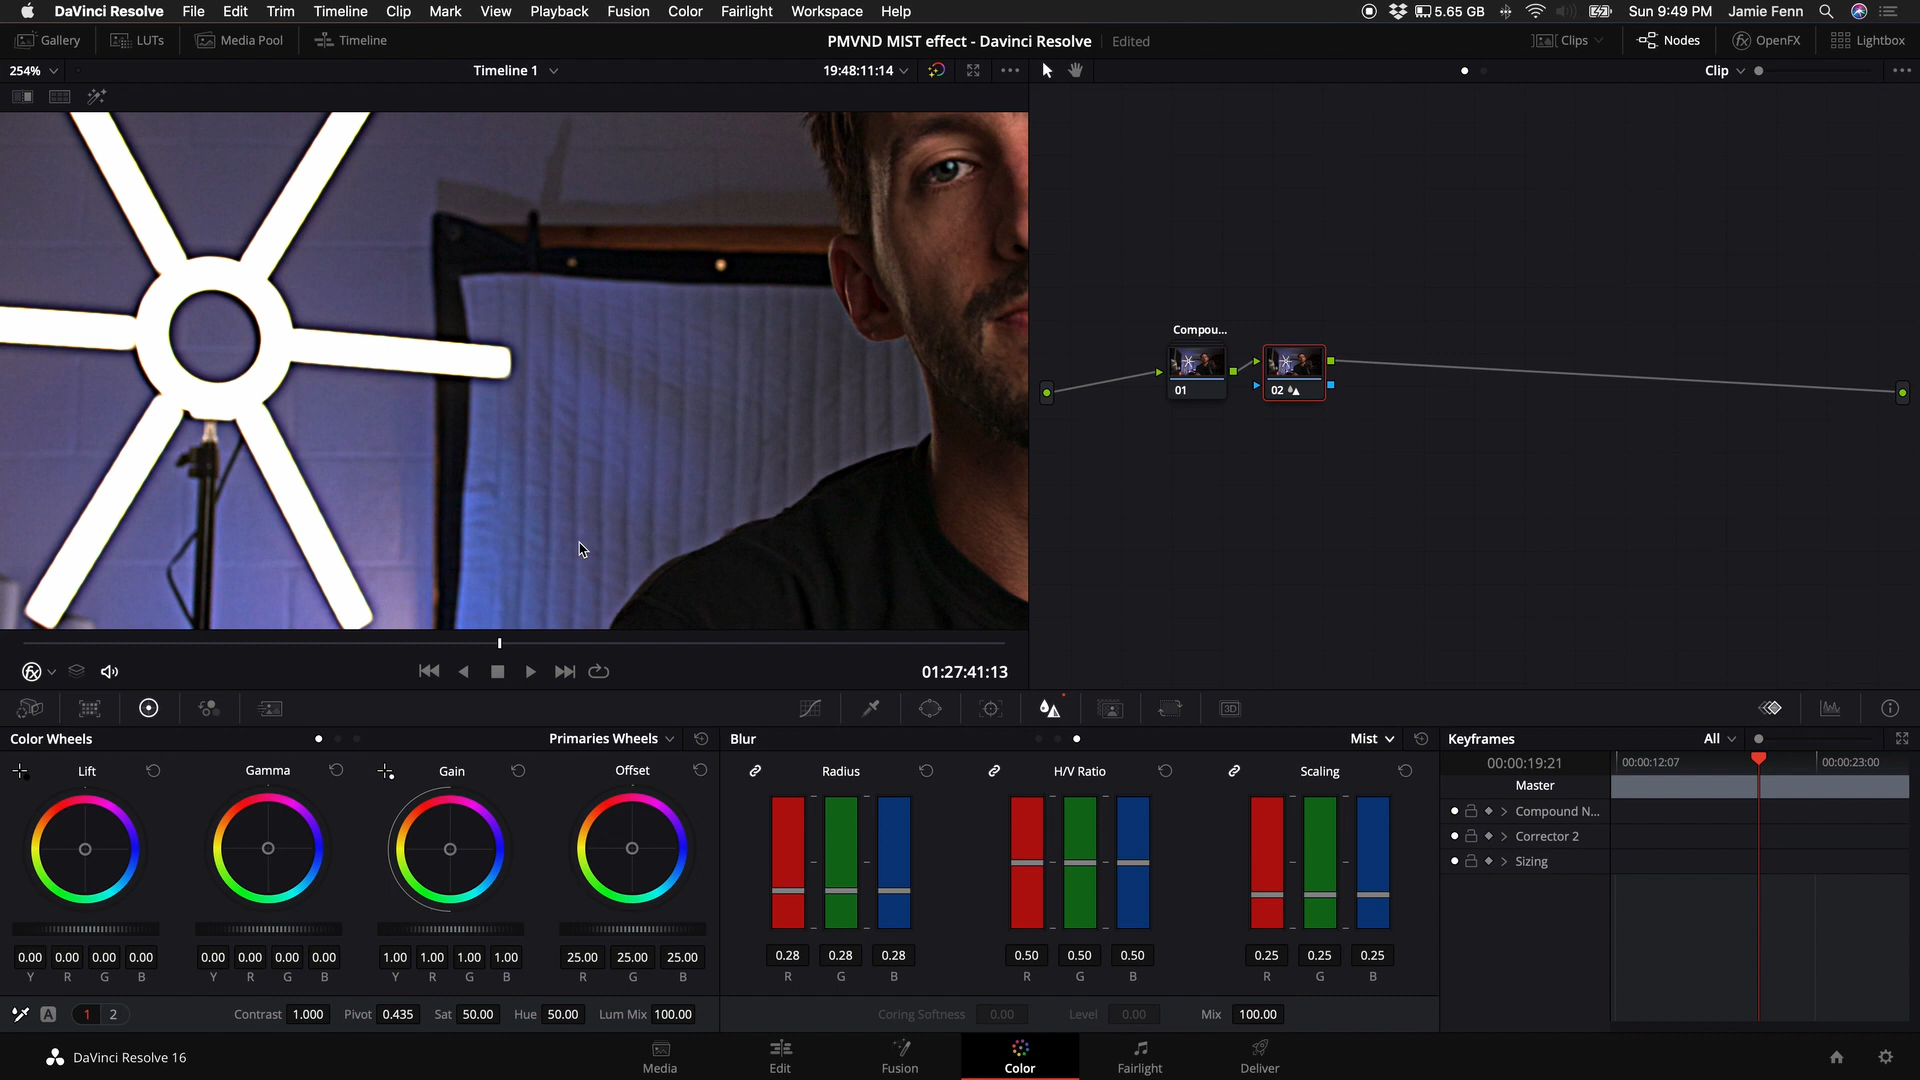 DaVinci Resolve File Edit Trim Timeline Clip Mark View Playback Fusion Color Fairlight Workspace Help 5.65 GB Sun 9:49 PM Jamie Fenn
Gallery LUTs Media Pool Timeline PMVND MIST effect - Davinci Resolve Edited Clips Nodes OpenFX Lightbox
254% Timeline 1 19:48:11:14 Clip
Compou...
01 02
01:27:41:13
3D
Color Wheels Primaries Wheels Blur Mist Keyframes All
Lift Gamma Gain Offset Radius H/V Ratio Scaling 00:00:19:21 00:00:12:07 00:00:23:00
Master
Compound N...
Corrector 2
Sizing
0.00 0.00 0.00 0.00 0.00 0.00 0.00 0.00 1.00 1.00 1.00 1.00 25.00 25.00 25.00 0.28 0.28 0.28 0.50 0.50 0.50 0.25 0.25 0.25
Y R G B Y R G B Y R G B R G B R G B R G B R G B
A 1 2 Contrast 1.000 Pivot 0.435 Sat 50.00 Hue 50.00 Lum Mix 100.00 Coring Softness 0.00 Level 0.00 Mix 100.00
DaVinci Resolve 16 Media Edit Fusion Color Fairlight Deliver